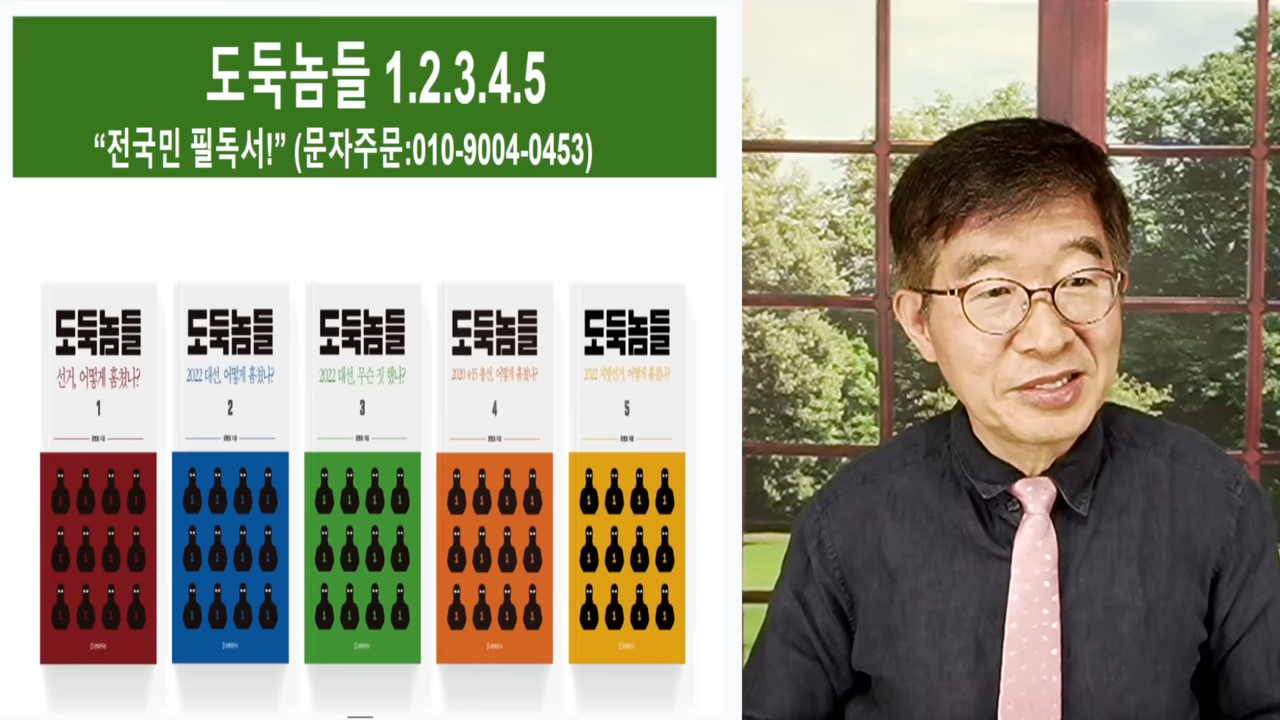 도둑놈들 1.2.3.4.5
“전국민 필독서!” (문자주문:010-9004-0453)
도둑놈들
선거, 어떻게 훔쳤나?
1
도둑놈들
2022 대선, 어떻게 훔쳤나?
2
도둑놈들
2022 대선, 무슨 짓 했나?
3
도둑놈들
2020 4·15 총선, 어떻게 훔쳤나?
4
도둑놈들
2022 지방선거, 어떻게 훔쳤나?
5